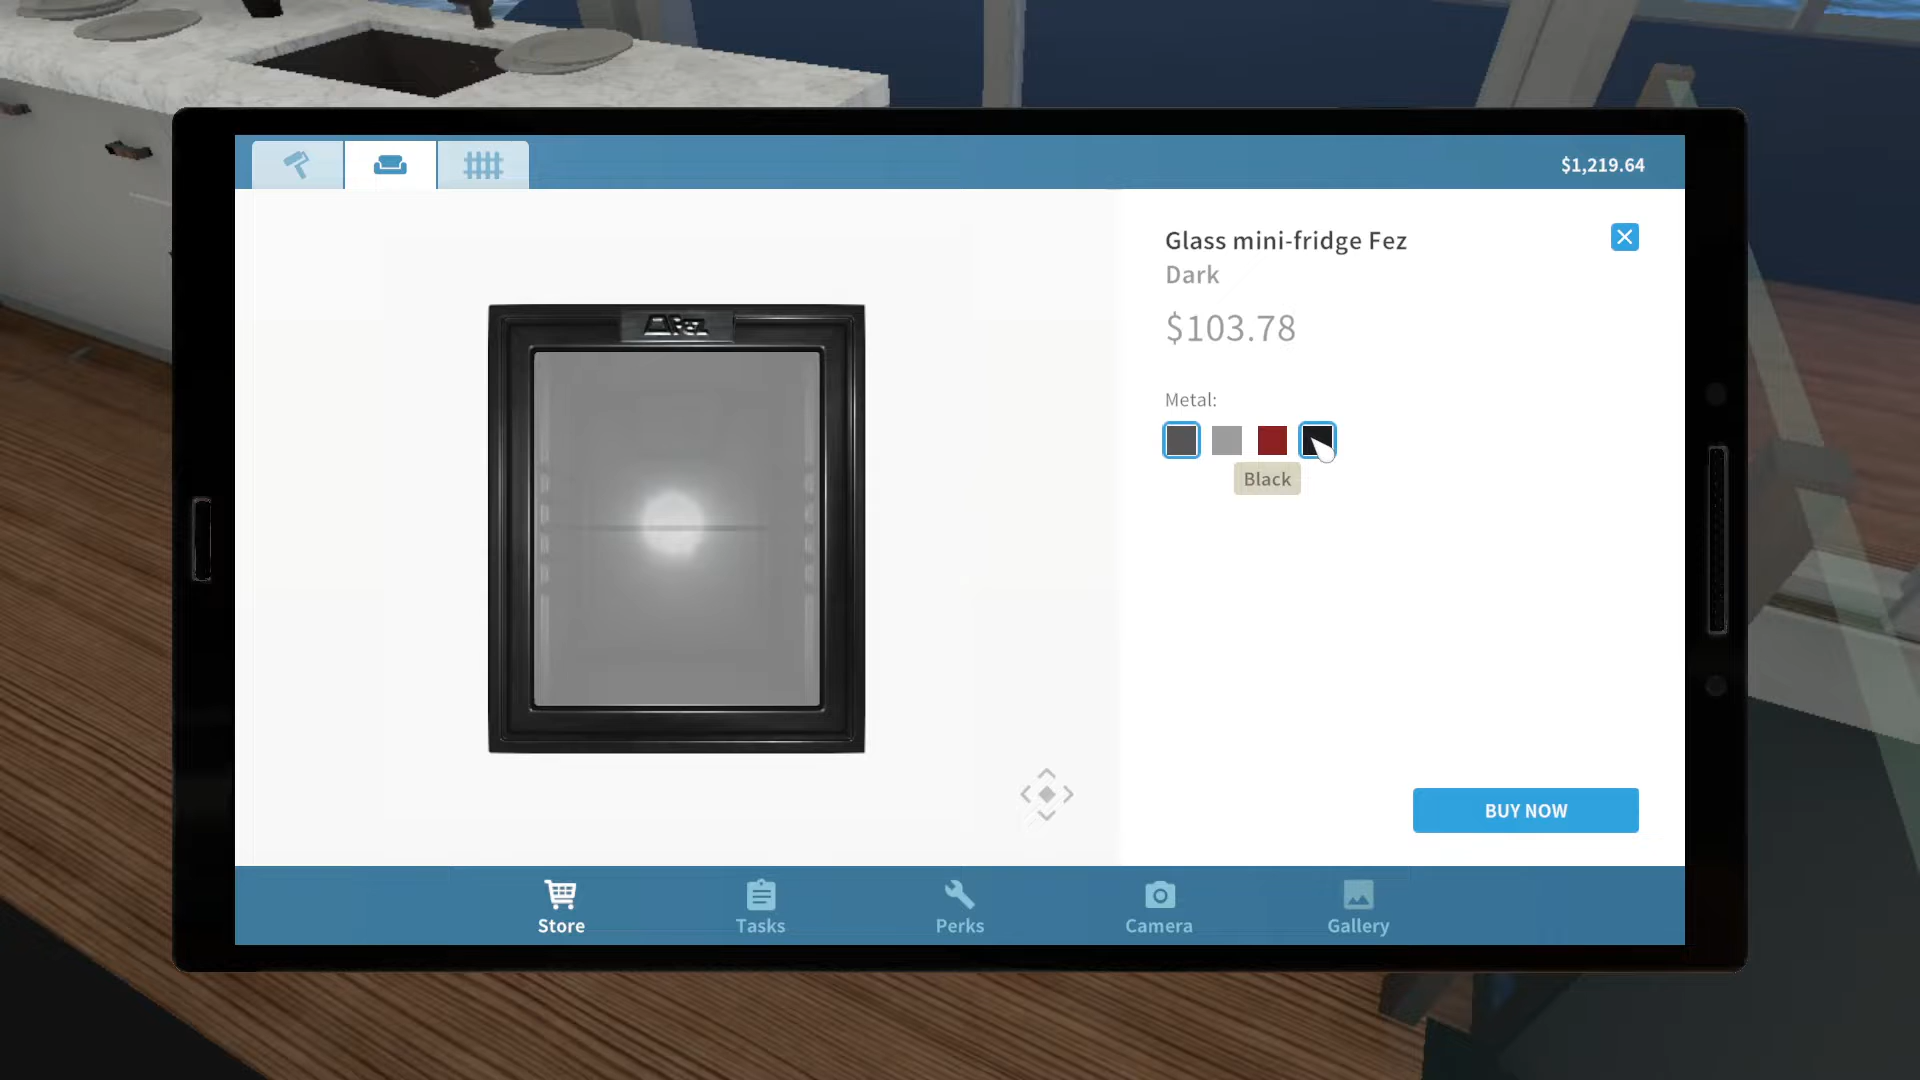 $1,219.64
Glass mini-fridge Fez
Dark
$103.78
Fez
Metal:
Black
BUY NOW
Store
Tasks
Perks
Camera
Gallery